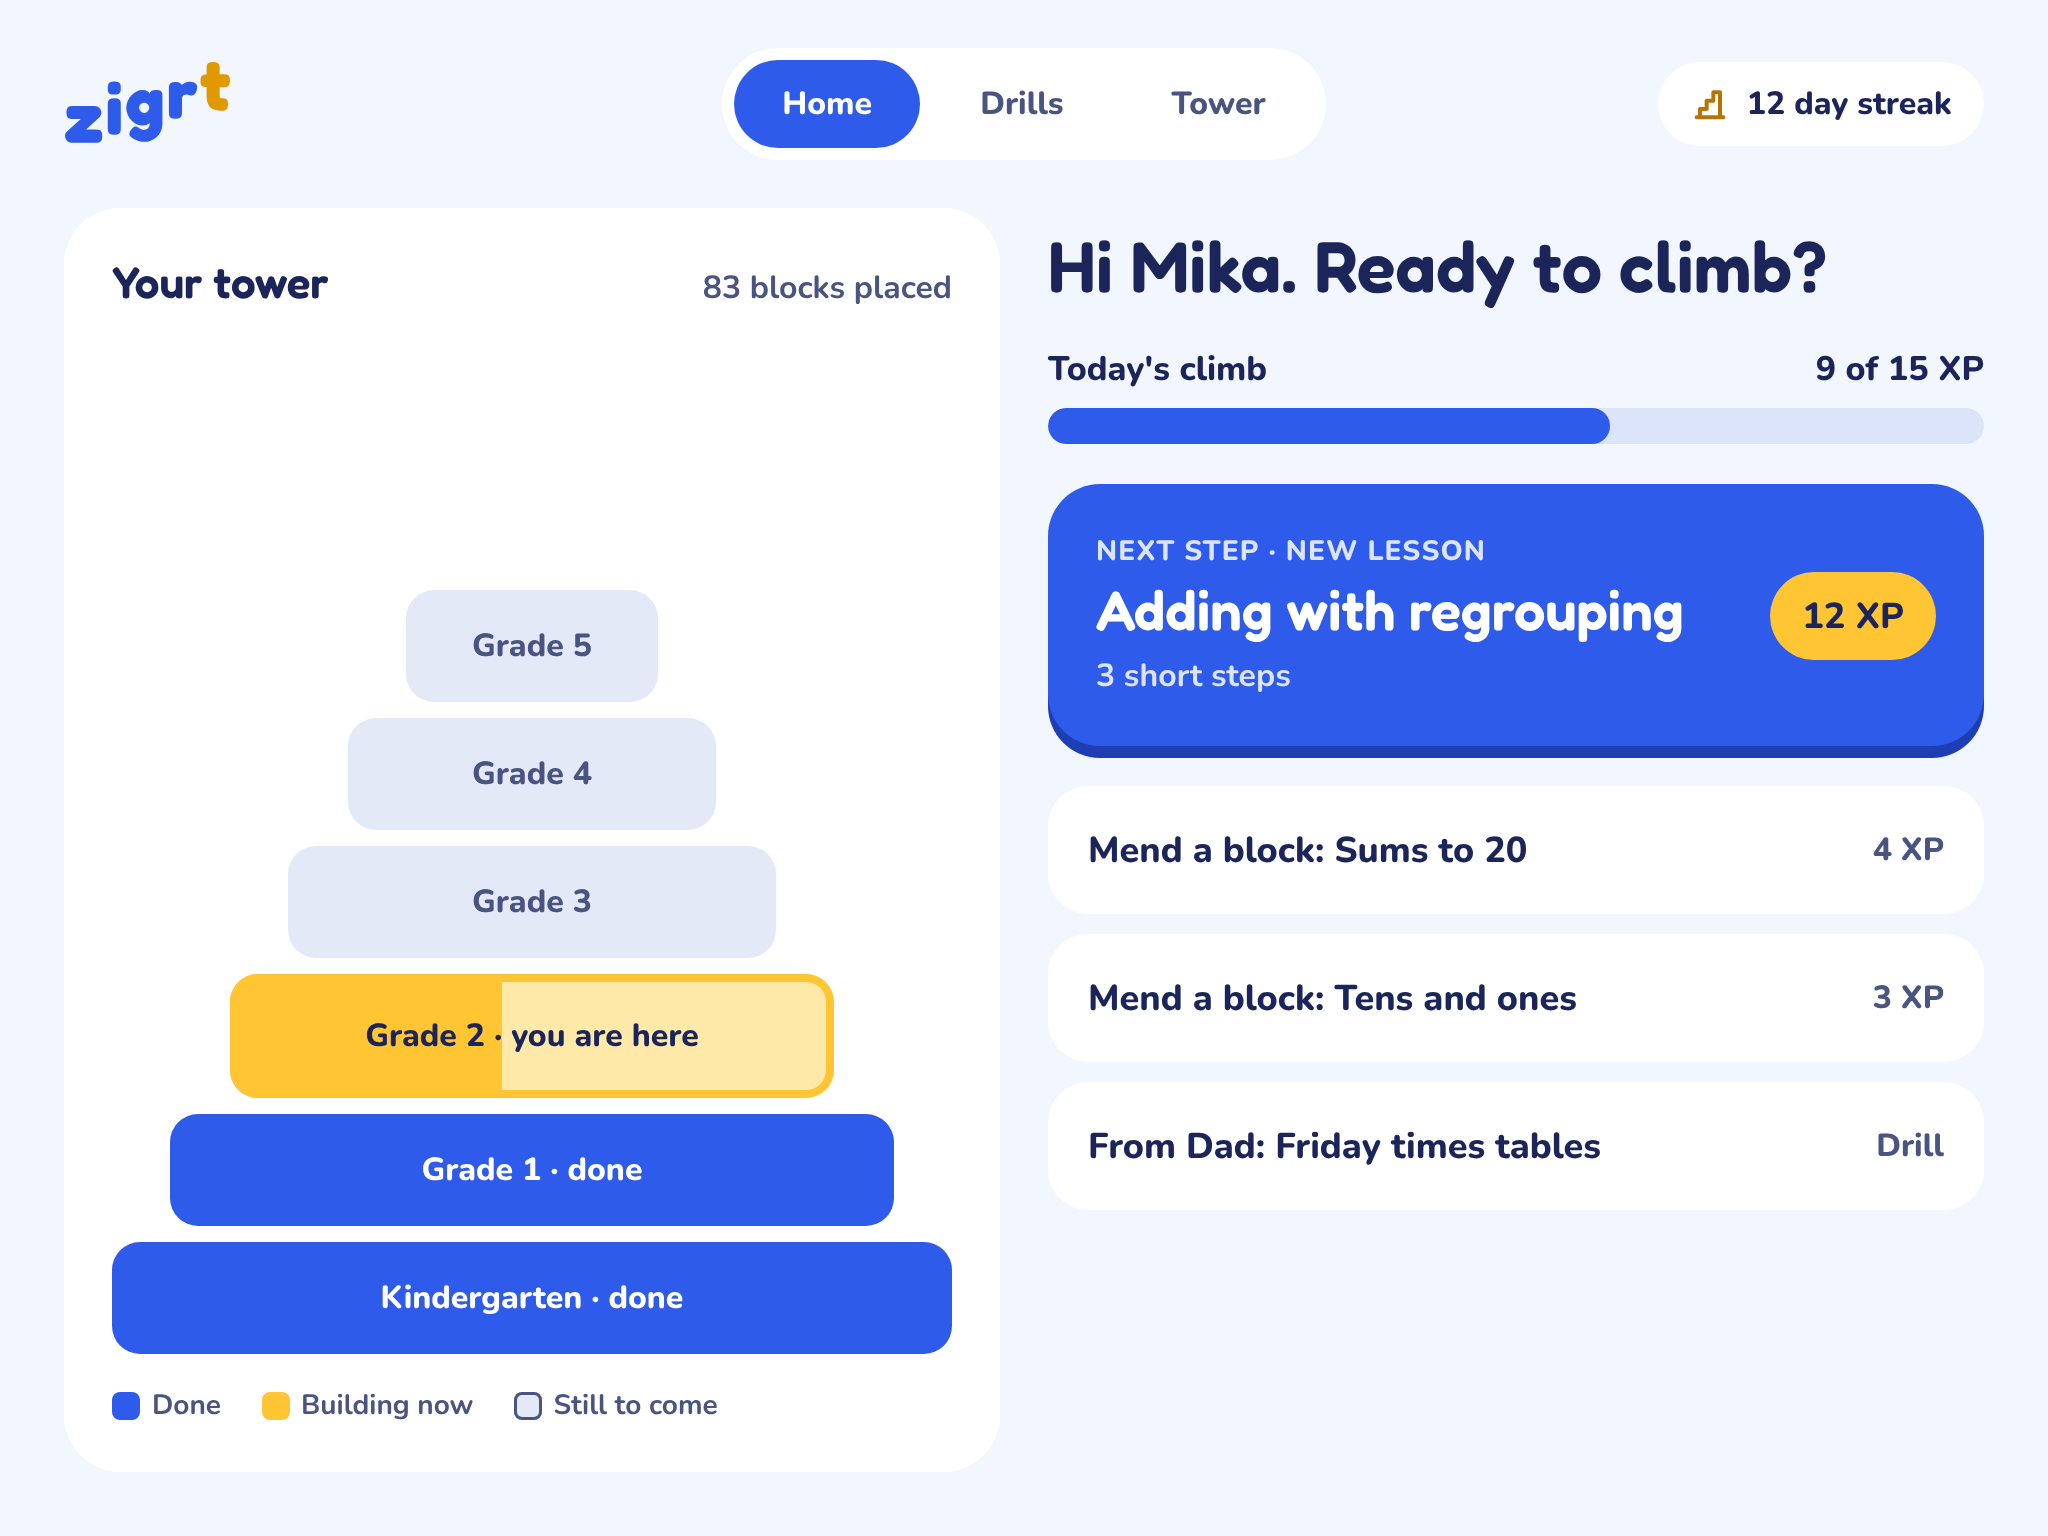 zigrt
Home
Drills
Tower
12 day streak
Your tower
83 blocks placed
Grade 5
Grade 4
Grade 3
Grade 2 · you are here
Grade 1 · done
Kindergarten · done
Done
Building now
Still to come
Hi Mika. Ready to climb?
Today's climb
9 of 15 XP
NEXT STEP · NEW LESSON
Adding with regrouping
3 short steps
12 XP
Mend a block: Sums to 20
4 XP
Mend a block: Tens and ones
3 XP
From Dad: Friday times tables
Drill